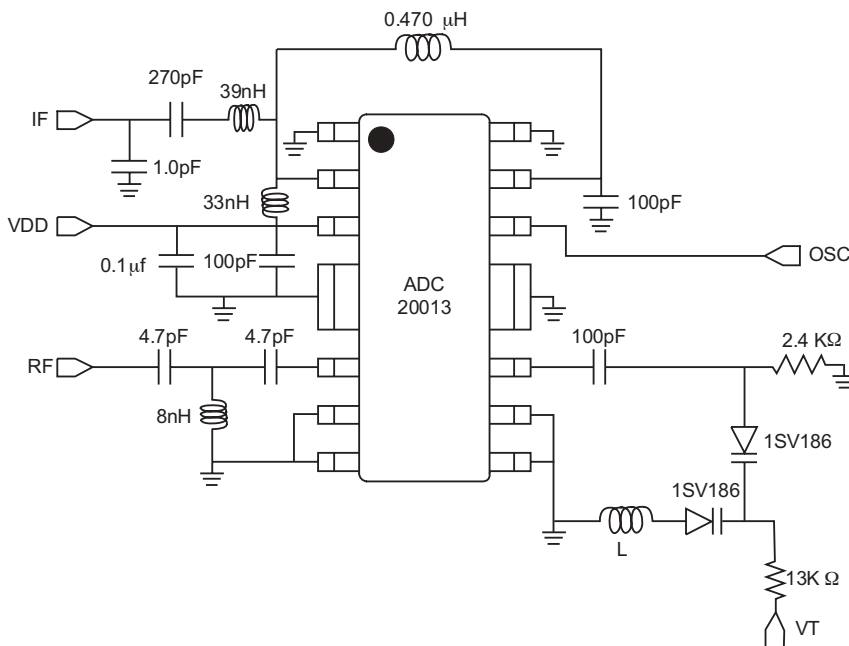 0.470 μH
270pF
39nH
IF
1.0pF
33nH
100pF
VDD
0.1μf
100pF
OSC
ADC
20013
4.7pF
4.7pF
100pF
2.4 KΩ
RF
8nH
1SV186
1SV186
L
13K Ω
VT